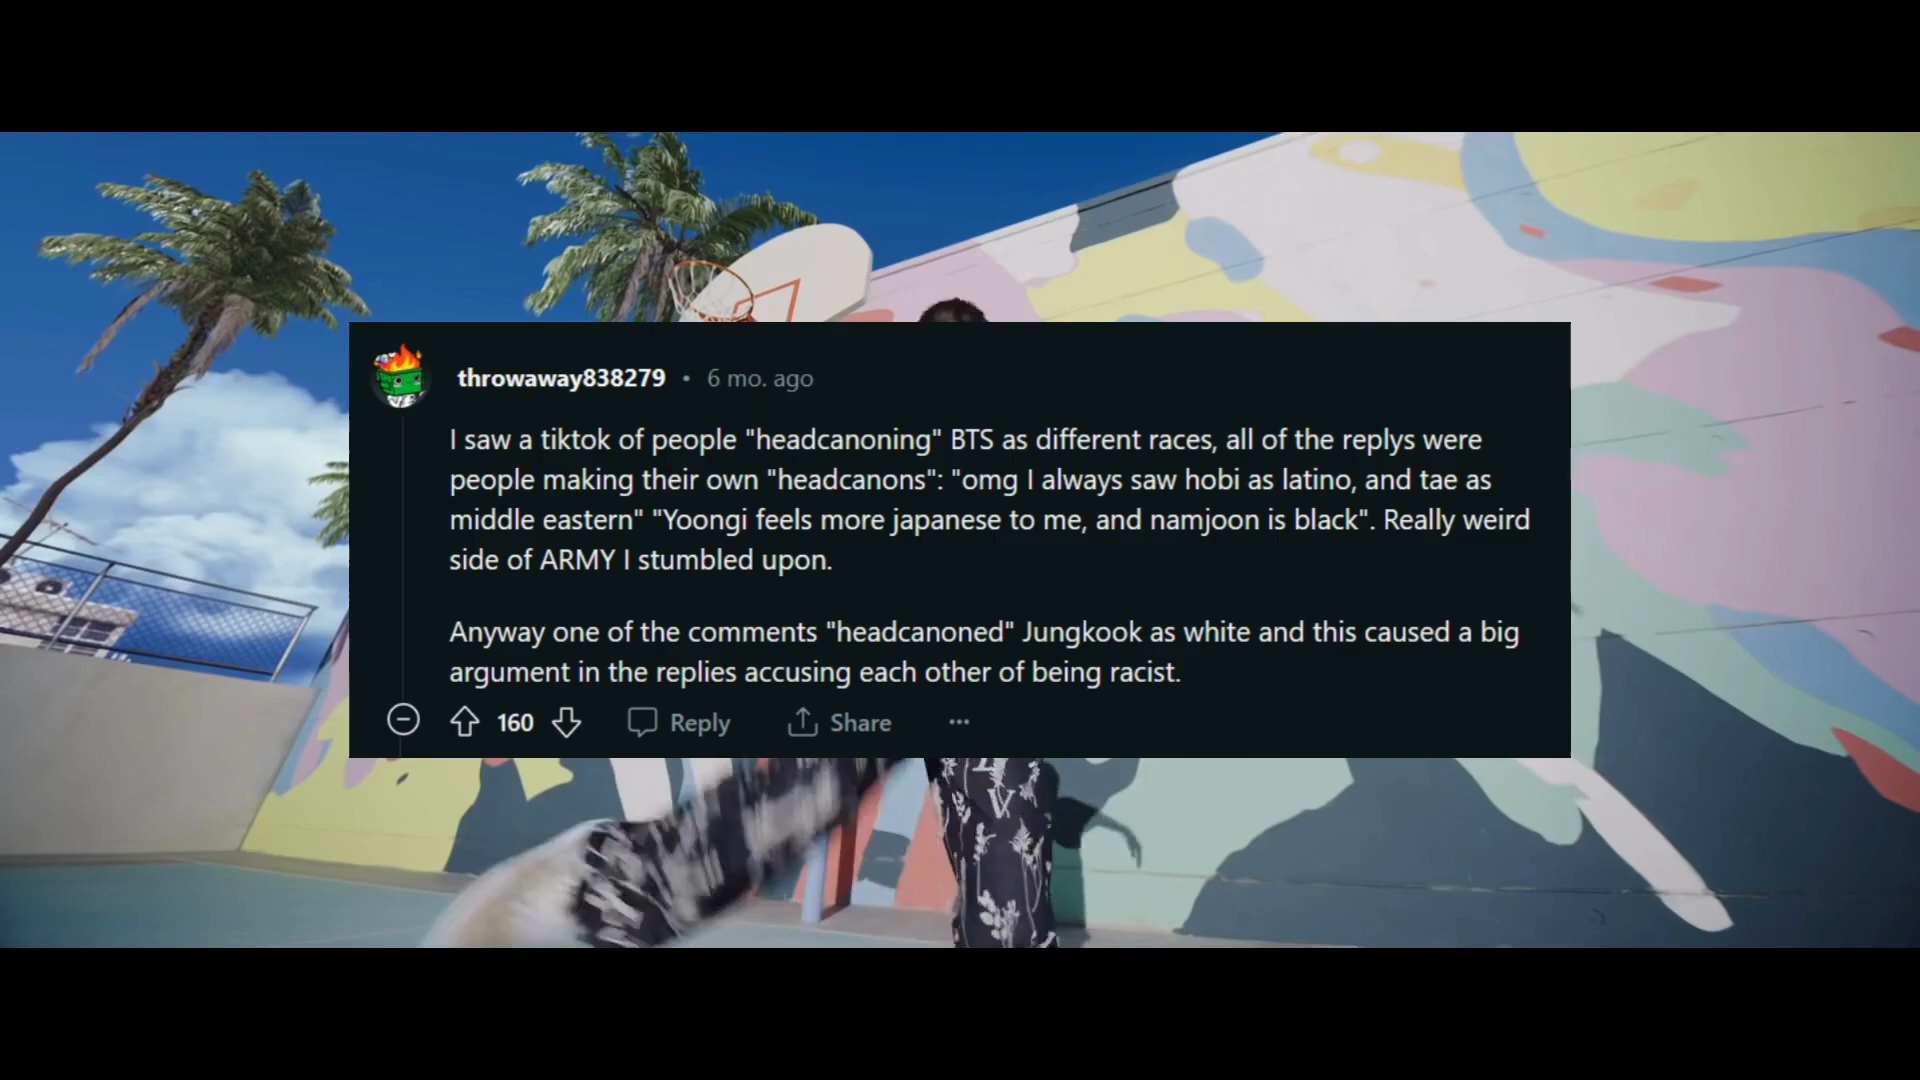 throwaway838279 • 6 mo. ago
I saw a tiktok of people "headcanoning" BTS as different races, all of the replys were
people making their own "headcanons": "omg I always saw hobi as latino, and tae as
middle eastern" "Yoongi feels more japanese to me, and namjoon is black". Really weird
side of ARMY I stumbled upon.
Anyway one of the comments "headcanoned" Jungkook as white and this caused a big
argument in the replies accusing each other of being racist.
160 Reply Share ···